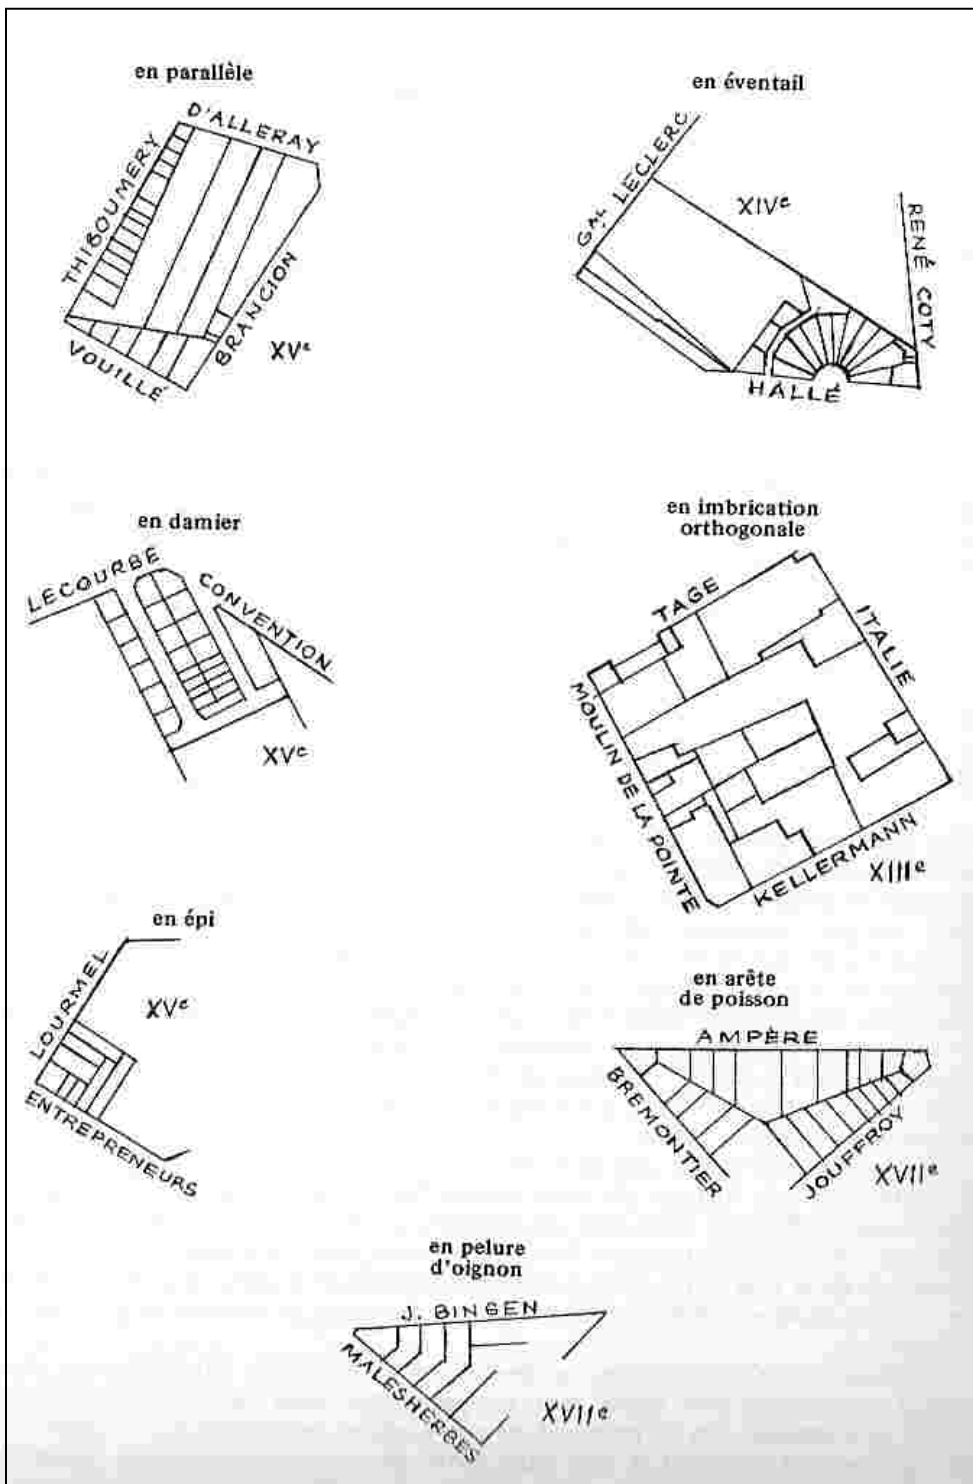 en parallèle
D'ALLERAY
THIBOUMERY
BRANCION
VOUILLÉ
XVe
en éventail
GAL LECLERC
XIVe
RENÉ COTY
HALLÉ
en damier
LECOURBE
CONVENTION
XVe
en imbrication
orthogonale
TAGE
ITALIE
MOULIN DE LA POINTE
KELLERMANN
XIIIe
en épi
LOURMEL
XVe
ENTREPRENEURS
en arête
de poisson
AMPÈRE
BREMONTIER
JOUFFROY
XVIIe
en pelure
d'oignon
J. BINGEN
MALESHERBES
XVIIe